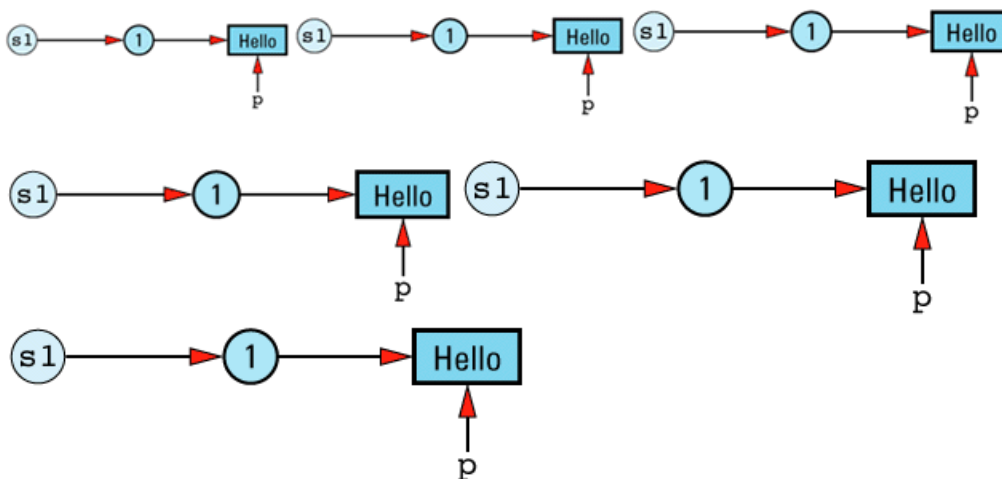 s1 1 Hello s1 1 Hello s1 1 Hello
p p p
s1 1 Hello s1 1 Hello
p p
s1 1 Hello
p